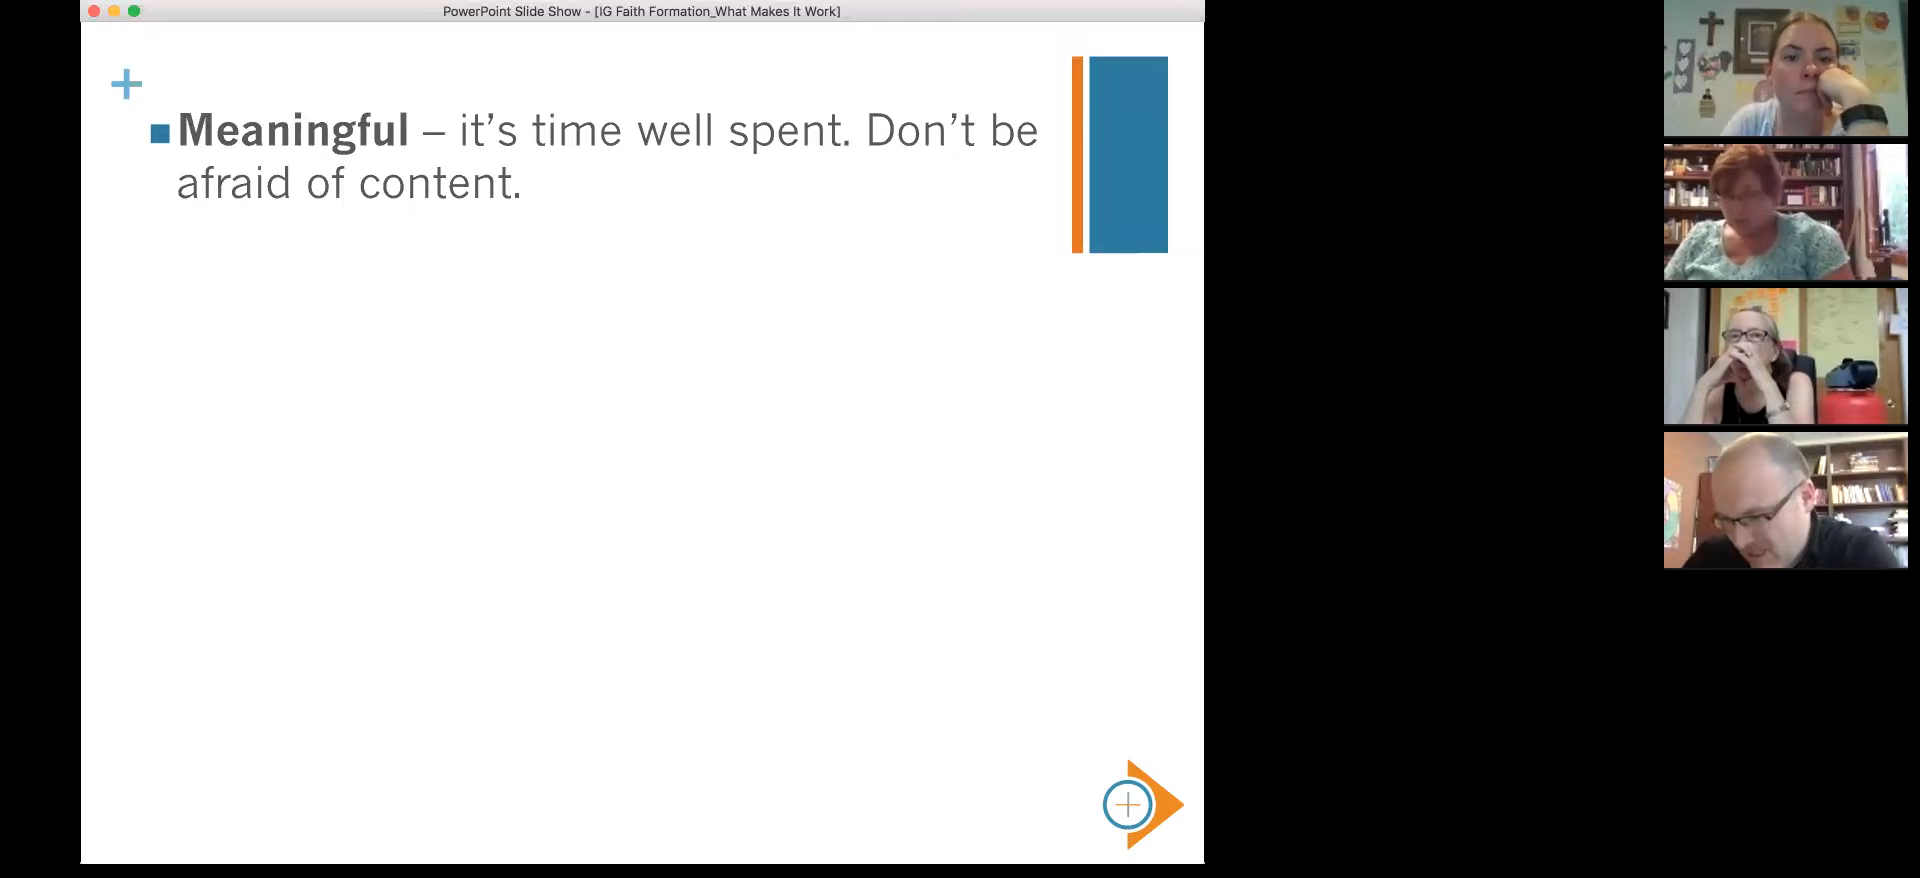 PowerPoint Slide Show - [IG Faith Formation_What Makes It Work]
Meaningful – it’s time well spent. Don’t be
afraid of content.